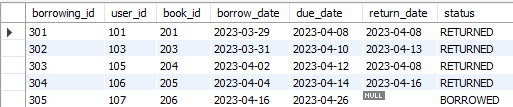 borrowing_id user_id book_id borrow_date due_date return_date status
301 101 201 2023-03-29 2023-04-08 2023-04-08 RETURNED
302 103 203 2023-03-31 2023-04-10 2023-04-13 RETURNED
303 105 204 2023-04-02 2023-04-12 2023-04-08 RETURNED
304 106 205 2023-04-04 2023-04-14 2023-04-16 RETURNED
305 107 206 2023-04-16 2023-04-26 NULL BORROWED